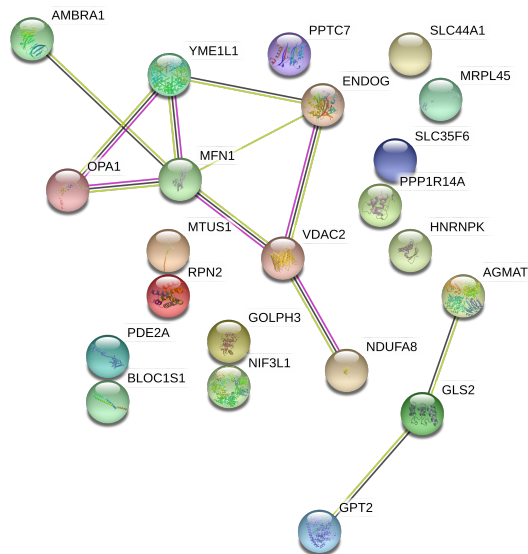 AMBRA1
PPTC7
SLC44A1
YME1L1
ENDOG
MRPL45
SLC35F6
OPA1
MFN1
PPP1R14A
MTUS1
VDAC2
HNRNPK
RPN2
AGMAT
PDE2A
GOLPH3
NIF3L1
NDUFA8
BLOC1S1
GLS2
GPT2